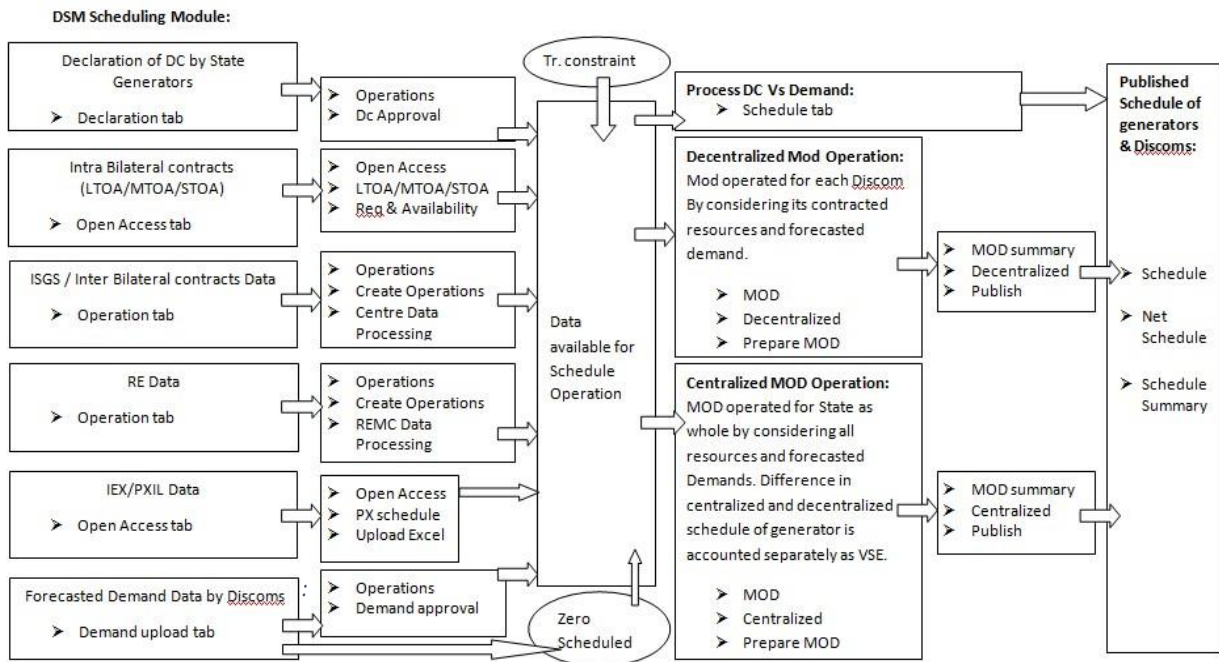 DSM Scheduling Module:
Declaration of DC by State
Generators
➤ Declaration tab
➤ Operations
➤ Dc Approval
Intra Bilateral contracts
(LTOA/MTOA/STOA)
➤ Open Access tab
➤ Open Access
➤ LTOA/MTOA/STOA
➤ Req & Availability
ISGS / Inter Bilateral contracts Data
➤ Operation tab
➤ Operations
➤ Create Operations
➤ Centre Data
Processing
RE Data
➤ Operation tab
➤ Operations
➤ Create Operations
➤ REMC Data
Processing
IEX/PXIL Data
➤ Open Access tab
➤ Open Access
➤ PX schedule
➤ Upload Excel
Forecasted Demand Data by Discoms :
➤ Demand upload tab
➤ Operations
➤ Demand approval
Tr. constraint
Data
available for
Schedule
Operation
Zero
Scheduled
Process DC Vs Demand:
➤ Schedule tab
Decentralized Mod Operation:
Mod operated for each Discom
By considering its contracted
resources and forecasted
demand.
➤ MOD
➤ Decentralized
➤ Prepare MOD
Centralized MOD Operation:
MOD operated for State as
whole by considering all
resources and forecasted
Demands. Difference in
centralized and decentralized
schedule of generator is
accounted separately as VSE.
➤ MOD
➤ Centralized
➤ Prepare MOD
➤ MOD summary
➤ Decentralized
➤ Publish
➤ MOD summary
➤ Centralized
➤ Publish
Published
Schedule of
generators
& Discoms:
➤ Schedule
➤ Net
Schedule
➤ Schedule
Summary